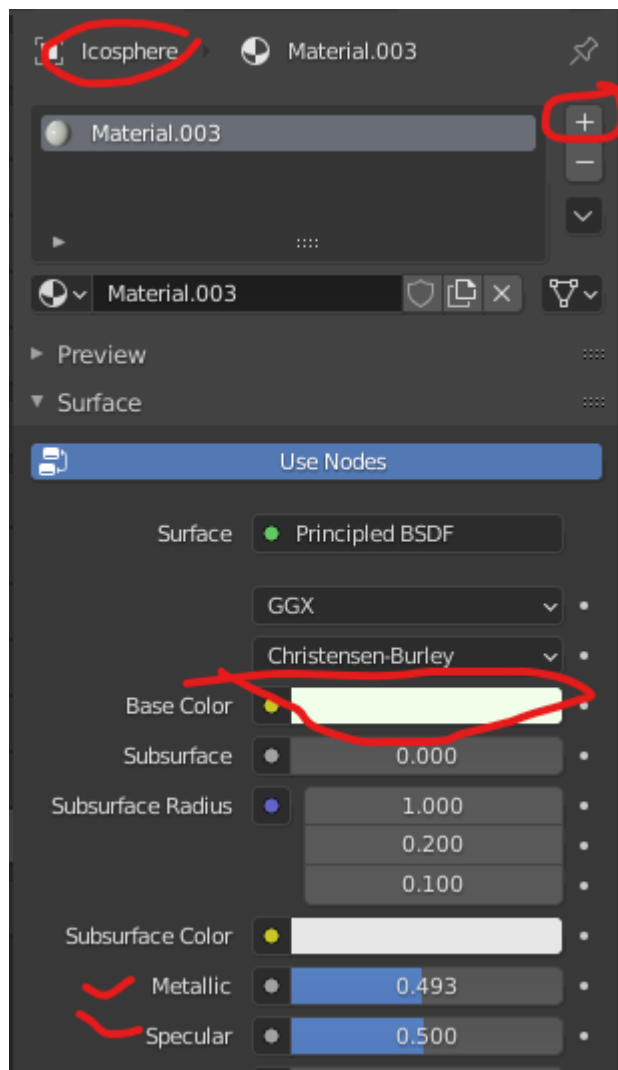 Icosphere Material.003
Material.003
Material.003
Preview
Surface
Use Nodes
Surface Principled BSDF
GGX
Christensen-Burley
Base Color
Subsurface 0.000
Subsurface Radius 1.000
0.200
0.100
Subsurface Color
Metallic 0.493
Specular 0.500